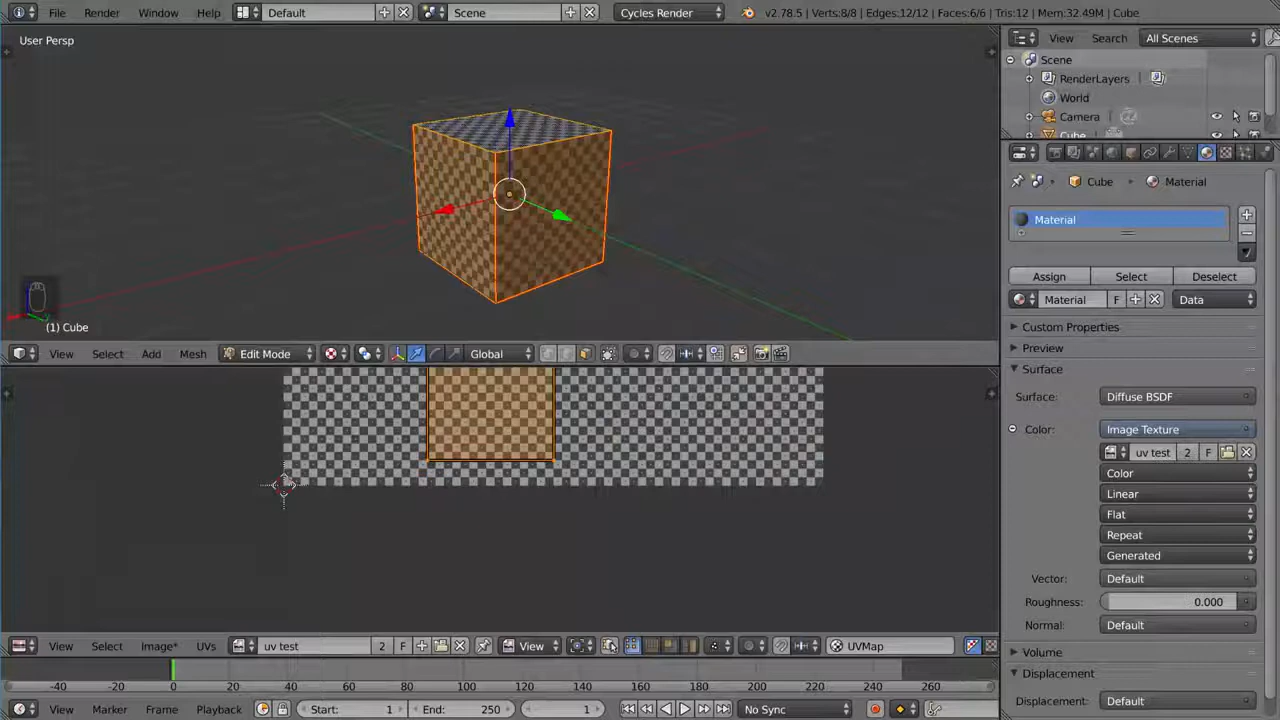 File Render Window Help Default Scene Cycles Render v2.78.5 | Verts:8/8 | Edges:12/12 | Faces:6/6 | Tris:12 | Mem:32.49M | Cube
User Persp
View Search All Scenes
Scene
RenderLayers
World
Camera
Cube
Cube Material
Material
Assign Select Deselect
Material F Data
Custom Properties
Preview
Surface
Surface: Diffuse BSDF
Color: Image Texture
uv test 2 F
Color
Linear
Flat
Repeat
Generated
Vector: Default
Roughness: 0.000
Normal: Default
Volume
Displacement
Displacement: Default
(1) Cube
View Select Add Mesh Edit Mode Global
View Select Image* UVs uv test 2 F View UVMap
-40 -20 0 20 40 60 80 100 120 140 160 180 200 220 240 260
View Marker Frame Playback Start: 1 End: 250 1 No Sync